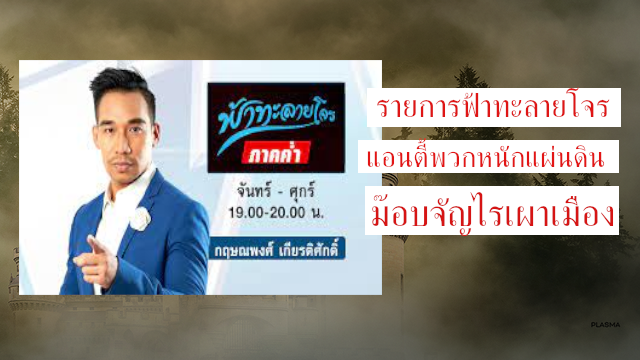 ฟ้าทะลายโจร
ภาคค่ำ
จันทร์ - ศุกร์
19.00-20.00 น.
กฤษณพงศ์ เกียรติศักดิ์
รายการฟ้าทะลายโจร
แอนตี้พวกหนักแผ่นดิน
ม๊อบจัญไรเผาเมือง
PLASMA